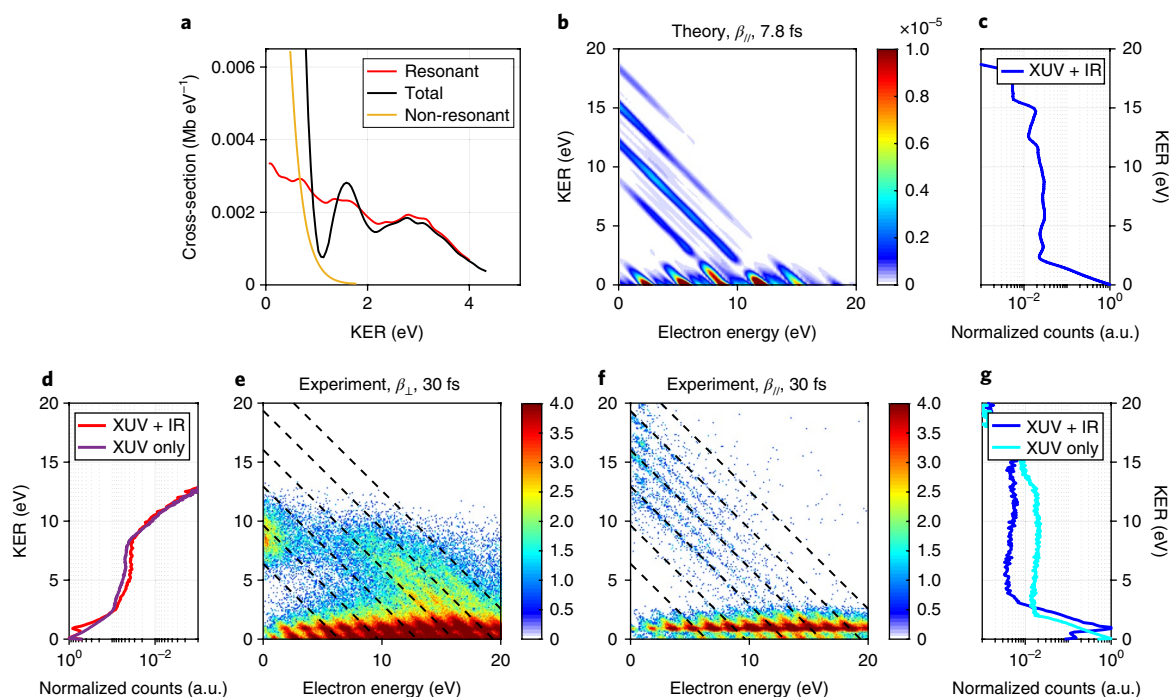 a
0.006
0.004
0.002
0
Cross-section (Mb eV⁻¹)
Resonant
Total
Non-resonant
0 2 4
KER (eV)
b
Theory, β//, 7.8 fs
20
15
10
5
0
KER (eV)
0 10 20
Electron energy (eV)
×10⁻⁵
1.0
0.8
0.6
0.4
0.2
0
c
XUV + IR
20
15
10
5
0
KER (eV)
10⁻² 10⁰
Normalized counts (a.u.)
d
20
15
10
5
0
KER (eV)
XUV + IR
XUV only
10⁰ 10⁻²
Normalized counts (a.u.)
e
Experiment, β⊥, 30 fs
20
15
10
5
0
0 10 20
Electron energy (eV)
4.0
3.5
3.0
2.5
2.0
1.5
1.0
0.5
0
f
Experiment, β//, 30 fs
20
15
10
5
0
0 10 20
Electron energy (eV)
4.0
3.5
3.0
2.5
2.0
1.5
1.0
0.5
0
g
XUV + IR
XUV only
20
15
10
5
0
KER (eV)
10⁻² 10⁰
Normalized counts (a.u.)